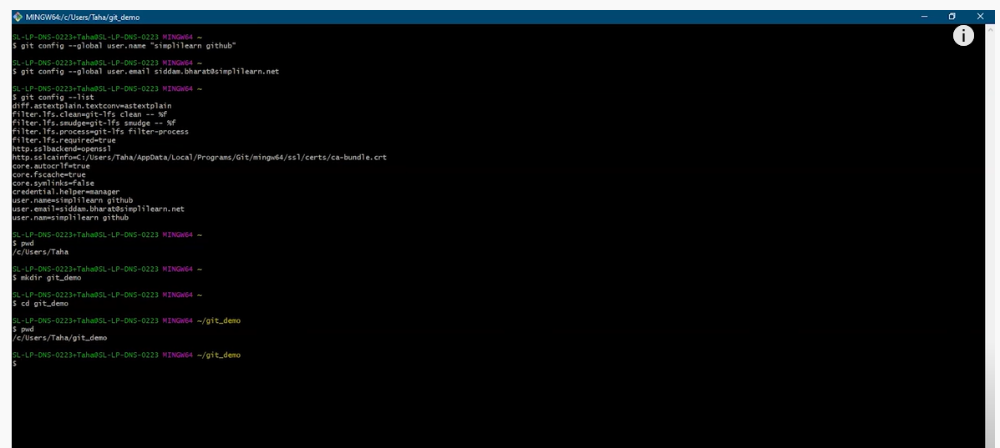 MINGW64:/c/Users/Taha/git_demo
i
SL-LP-DNS-0223+Taha@SL-LP-DNS-0223 MINGW64 ~
$ git config --global user.name "simplilearn github"
SL-LP-DNS-0223+Taha@SL-LP-DNS-0223 MINGW64 ~
$ git config --global user.email siddam.bharat@simplilearn.net
SL-LP-DNS-0223+Taha@SL-LP-DNS-0223 MINGW64 ~
$ git config --list
diff.astextplain.textconv=astextplain
filter.lfs.clean=git-lfs clean -- %f
filter.lfs.smudge=git-lfs smudge -- %f
filter.lfs.process=git-lfs filter-process
filter.lfs.required=true
http.sslbackend=openssl
http.sslcainfo=C:/Users/Taha/AppData/Local/Programs/Git/mingw64/ssl/certs/ca-bundle.crt
core.autocrlf=true
core.fscache=true
core.symlinks=false
credential.helper=manager
user.name=simplilearn github
user.email=siddam.bharat@simplilearn.net
user.nam=simplilearn github
SL-LP-DNS-0223+Taha@SL-LP-DNS-0223 MINGW64 ~
$ pwd
/c/Users/Taha
SL-LP-DNS-0223+Taha@SL-LP-DNS-0223 MINGW64 ~
$ mkdir git_demo
SL-LP-DNS-0223+Taha@SL-LP-DNS-0223 MINGW64 ~
$ cd git_demo
SL-LP-DNS-0223+Taha@SL-LP-DNS-0223 MINGW64 ~/git_demo
$ pwd
/c/Users/Taha/git_demo
SL-LP-DNS-0223+Taha@SL-LP-DNS-0223 MINGW64 ~/git_demo
$